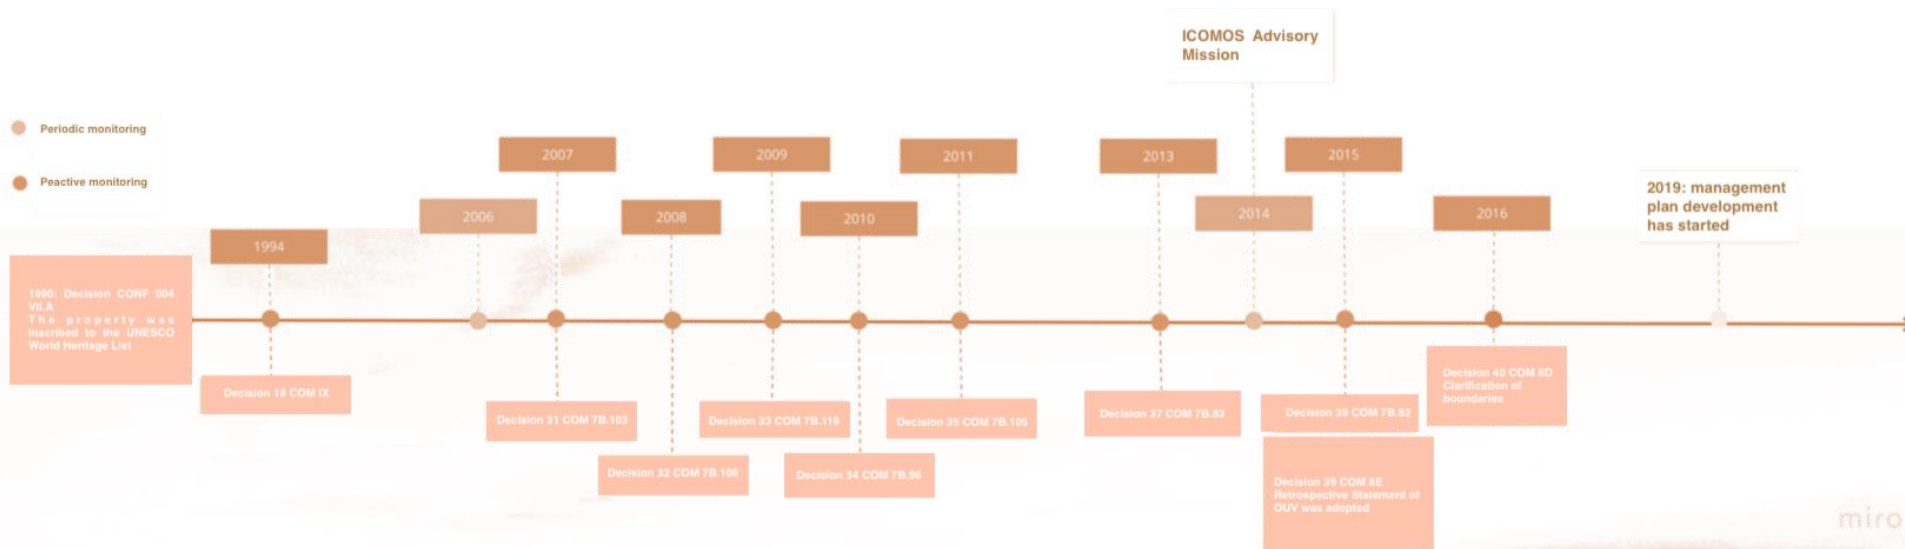 ICOMOS Advisory
Mission
Periodic monitoring
Peactive monitoring
2007
2009
2011
2013
2015
2006
2008
2010
2014
2016
2019: management
plan development
has started
1994
1990: Decision CONF 004
VII.A
The property was
inscribed to the UNESCO
World Heritage List
Decision 18 COM IX
Decision 31 COM 7B.103
Decision 32 COM 7B.106
Decision 33 COM 7B.119
Decision 34 COM 7B.96
Decision 35 COM 7B.105
Decision 37 COM 7B.83
Decision 39 COM 7B.82
Decision 39 COM 8E
Retrospective Statement of
OUV was adopted
Decision 40 COM 8D
Clarification of
boundaries
miro